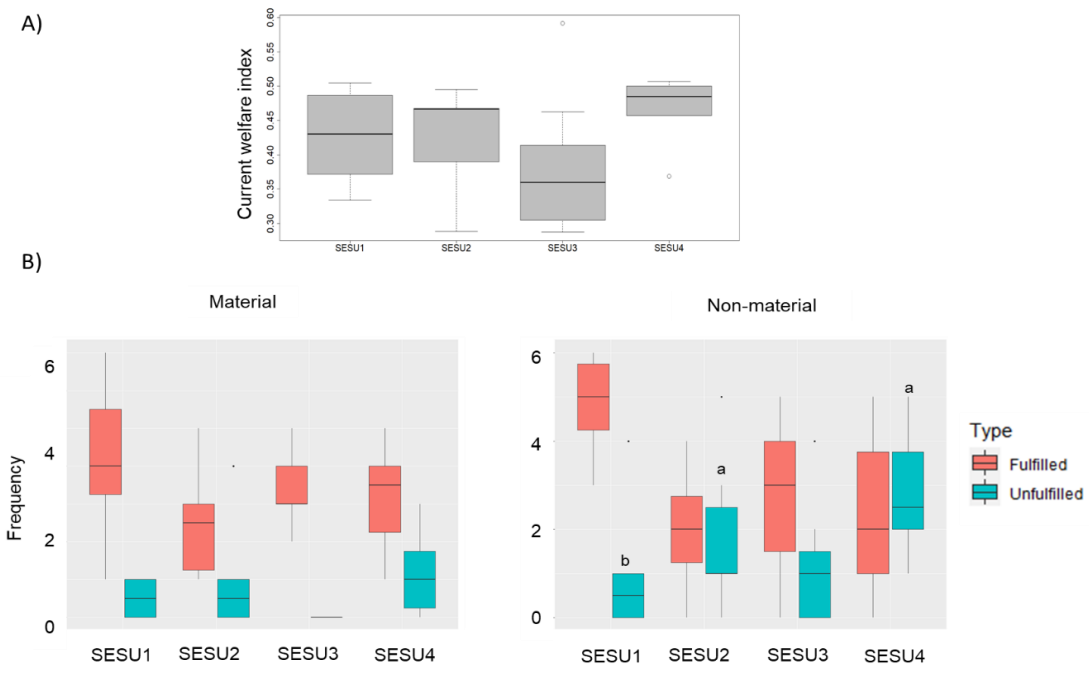 A)
Current welfare index
0.60
0.55
0.50
0.45
0.40
0.35
0.30
SESU1 SESU2 SESU3 SESU4
B)
Material
Frequency
6
4
2
0
SESU1 SESU2 SESU3 SESU4
Non-material
6
4
2
0
b
a
a
SESU1 SESU2 SESU3 SESU4
Type
Fulfilled
Unfulfilled